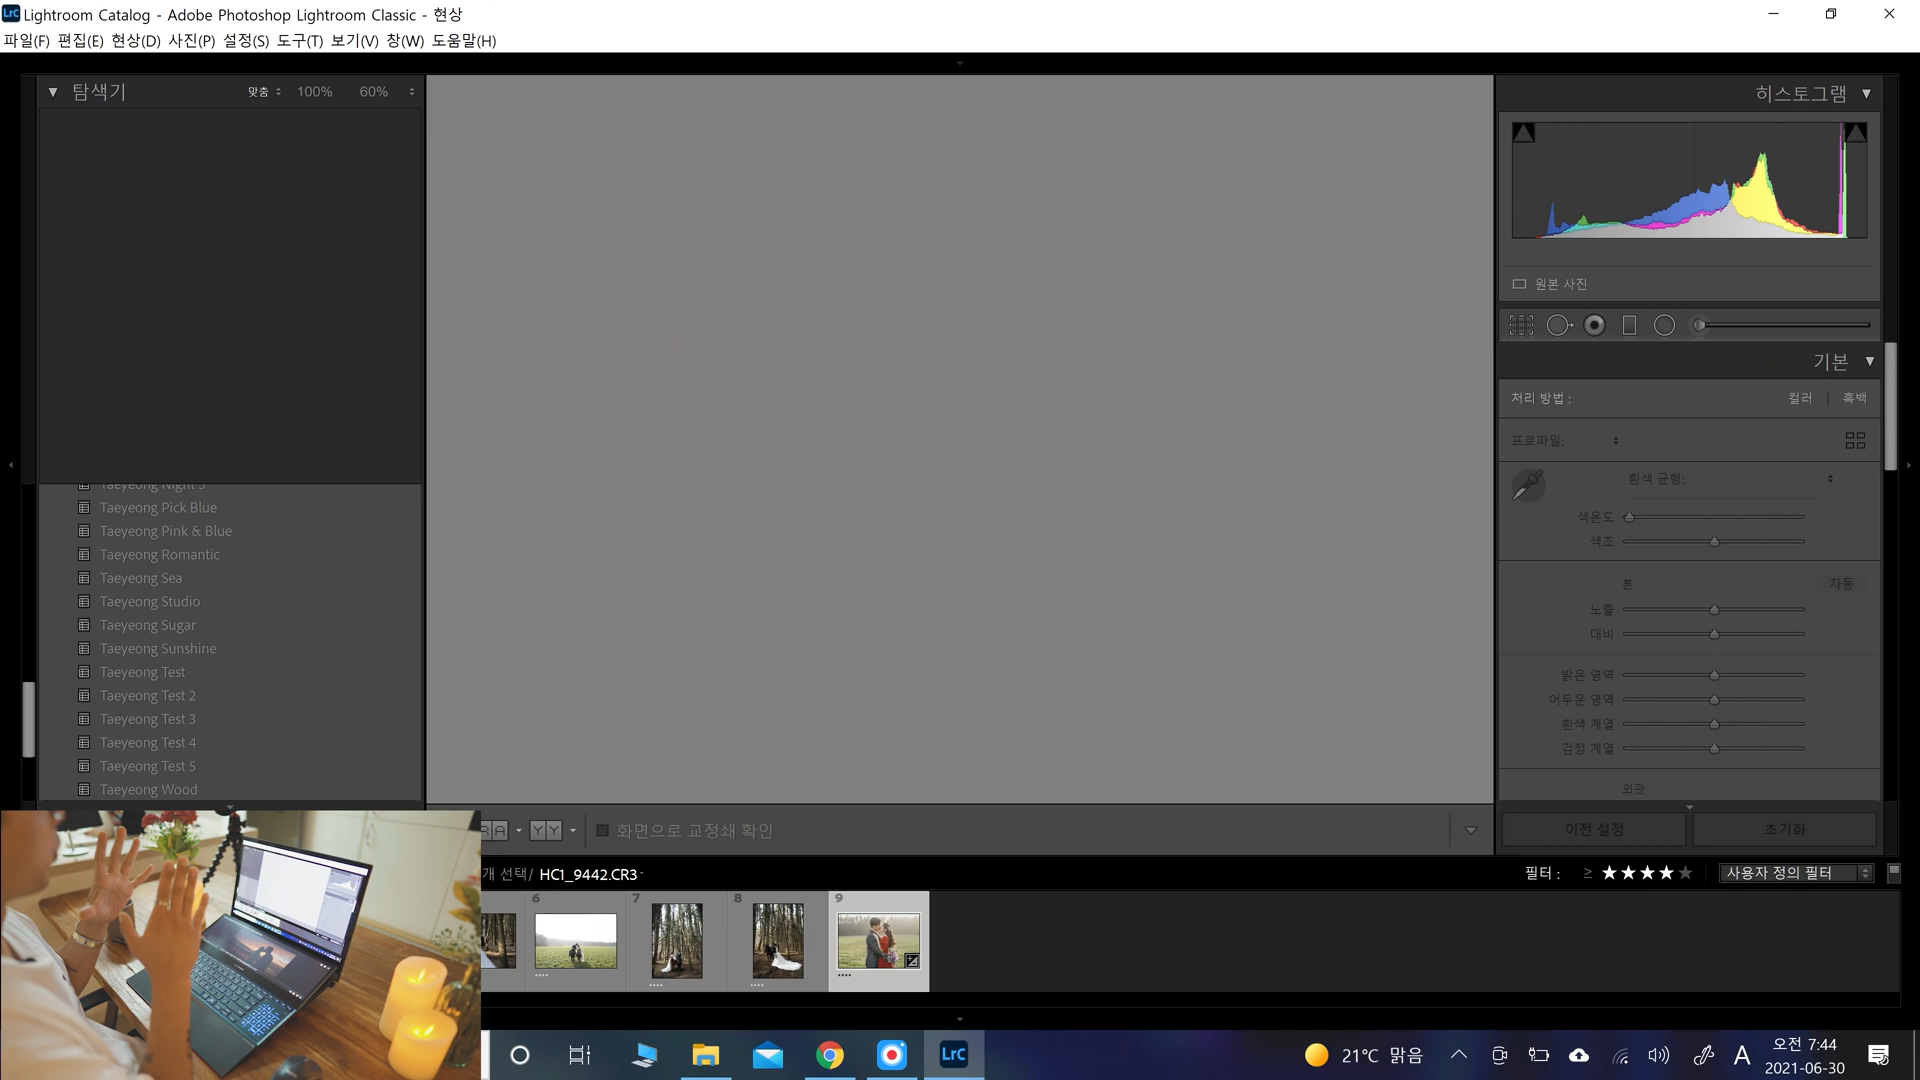 Lightroom Catalog - Adobe Photoshop Lightroom Classic - 현상
파일(F) 편집(E) 현상(D) 사진(P) 설정(S) 도구(T) 보기(V) 창(W) 도움말(H)
탐색기 맞춤 100% 60%
Taeyeong Night 3
Taeyeong Pick Blue
Taeyeong Pink & Blue
Taeyeong Romantic
Taeyeong Sea
Taeyeong Studio
Taeyeong Sugar
Taeyeong Sunshine
Taeyeong Test
Taeyeong Test 2
Taeyeong Test 3
Taeyeong Test 4
Taeyeong Test 5
Taeyeong Wood
히스토그램
원본 사진
기본
처리 방법 : 컬러 흑백
프로파일:
흰색 균형:
색온도
색조
톤 자동
노출
대비
밝은 영역
어두운 영역
흰색 계열
검정 계열
외관
이전 설정 초기화
RA YY 화면으로 교정쇄 확인
개 선택/ HC1_9442.CR3
필터 : ≥ ★★★★★ 사용자 정의 필터
6 7 8 9
LrC
21°C 맑음
A
오전 7:44
2021-06-30